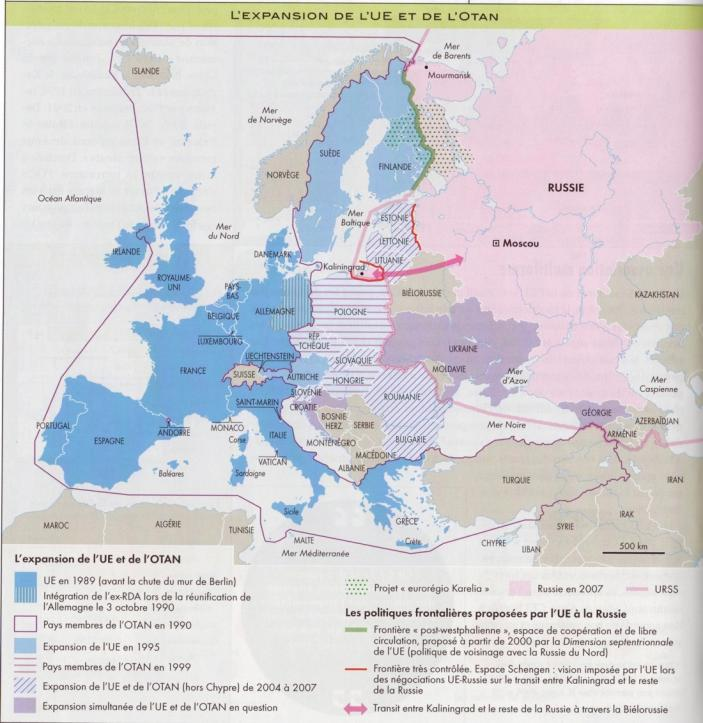 L'EXPANSION DE L'UE ET DE L'OTAN
Mer
de Barents
Mourmansk
ISLANDE
Mer
de Norvège
SUÈDE
FINLANDE
NORVÈGE
RUSSIE
Océan Atlantique
Mer
Baltique
ESTONIE
Mer
du Nord
LETTONIE
Moscou
IRLANDE
DANEMARK
LITUANIE
Kaliningrad
ROYAUME-
UNI
PAYS-
BAS
BIÉLORUSSIE
KAZAKHSTAN
BELGIQUE
ALLEMAGNE
POLOGNE
LUXEMBOURG
RÉP.
TCHÈQUE
UKRAINE
LIECHTENSTEIN
SLOVAQUIE
FRANCE
SUISSE
AUTRICHE
HONGRIE
MOLDAVIE
Mer
d'Azov
Mer
Caspienne
SLOVÉNIE
SAINT-MARIN
CROATIE
ROUMANIE
GÉORGIE
PORTUGAL
ANDORRE
MONACO
BOSNIE
HERZ.
SERBIE
Mer Noire
AZERBAÏDJAN
ARMÉNIE
ESPAGNE
Corse
ITALIE
MONTÉNÉGRO
BULGARIE
VATICAN
MACÉDOINE
Baléares
Sardaigne
ALBANIE
TURQUIE
IRAN
GRÈCE
Sicile
IRAK
MAROC
ALGÉRIE
TUNISIE
MALTE
Crète
CHYPRE
SYRIE
Mer Méditerranée
LIBAN
500 km
L'expansion de l'UE et de l'OTAN
UE en 1989 (avant la chute du mur de Berlin)
Intégration de l'ex-RDA lors de la réunification de
l'Allemagne le 3 octobre 1990
Pays membres de l'OTAN en 1990
Expansion de l'UE en 1995
Pays membres de l'OTAN en 1999
Expansion de l'UE et de l'OTAN (hors Chypre) de 2004 à 2007
Expansion simultanée de l'UE et de l'OTAN en question
Projet « eurorégio Karelia »
Russie en 2007
URSS
Les politiques frontalières proposées par l'UE à la Russie
Frontière « post-westphalienne », espace de coopération et de libre
circulation, proposé à partir de 2000 par la Dimension septentrionale
de l'UE (politique de voisinage avec la Russie du Nord)
Frontière très contrôlée. Espace Schengen : vision imposée par l'UE lors
des négociations UE-Russie sur le transit entre Kaliningrad et le reste
de la Russie
Transit entre Kaliningrad et le reste de la Russie à travers la Biélorussie